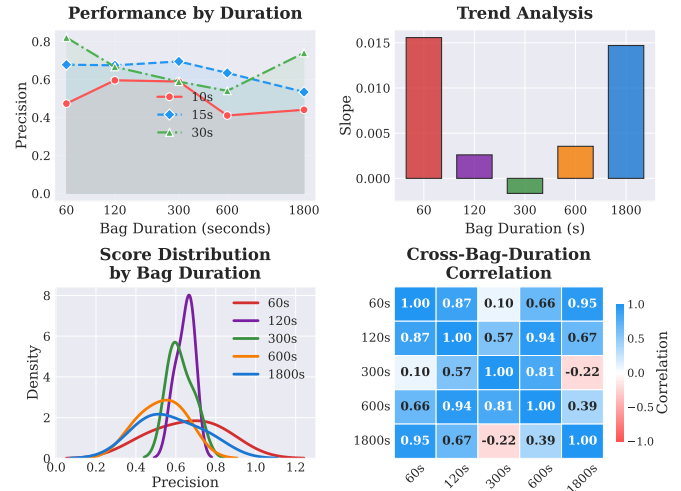 Performance by Duration
Precision
0.8
0.6
0.4
0.2
0.0
10s
15s
30s
60 120 300 600 1800
Bag Duration (seconds)
Trend Analysis
Slope
0.015
0.010
0.005
0.000
60 120 300 600 1800
Bag Duration (s)
Score Distribution
by Bag Duration
Density
8
6
4
2
0
60s
120s
300s
600s
1800s
0.0 0.2 0.4 0.6 0.8 1.0 1.2
Precision
Cross-Bag-Duration
Correlation
60s 1.00 0.87 0.10 0.66 0.95
120s 0.87 1.00 0.57 0.94 0.67
300s 0.10 0.57 1.00 0.81 -0.22
600s 0.66 0.94 0.81 1.00 0.39
1800s 0.95 0.67 -0.22 0.39 1.00
60s 120s 300s 600s 1800s
1.0
0.5
0.0
−0.5
−1.0
Correlation